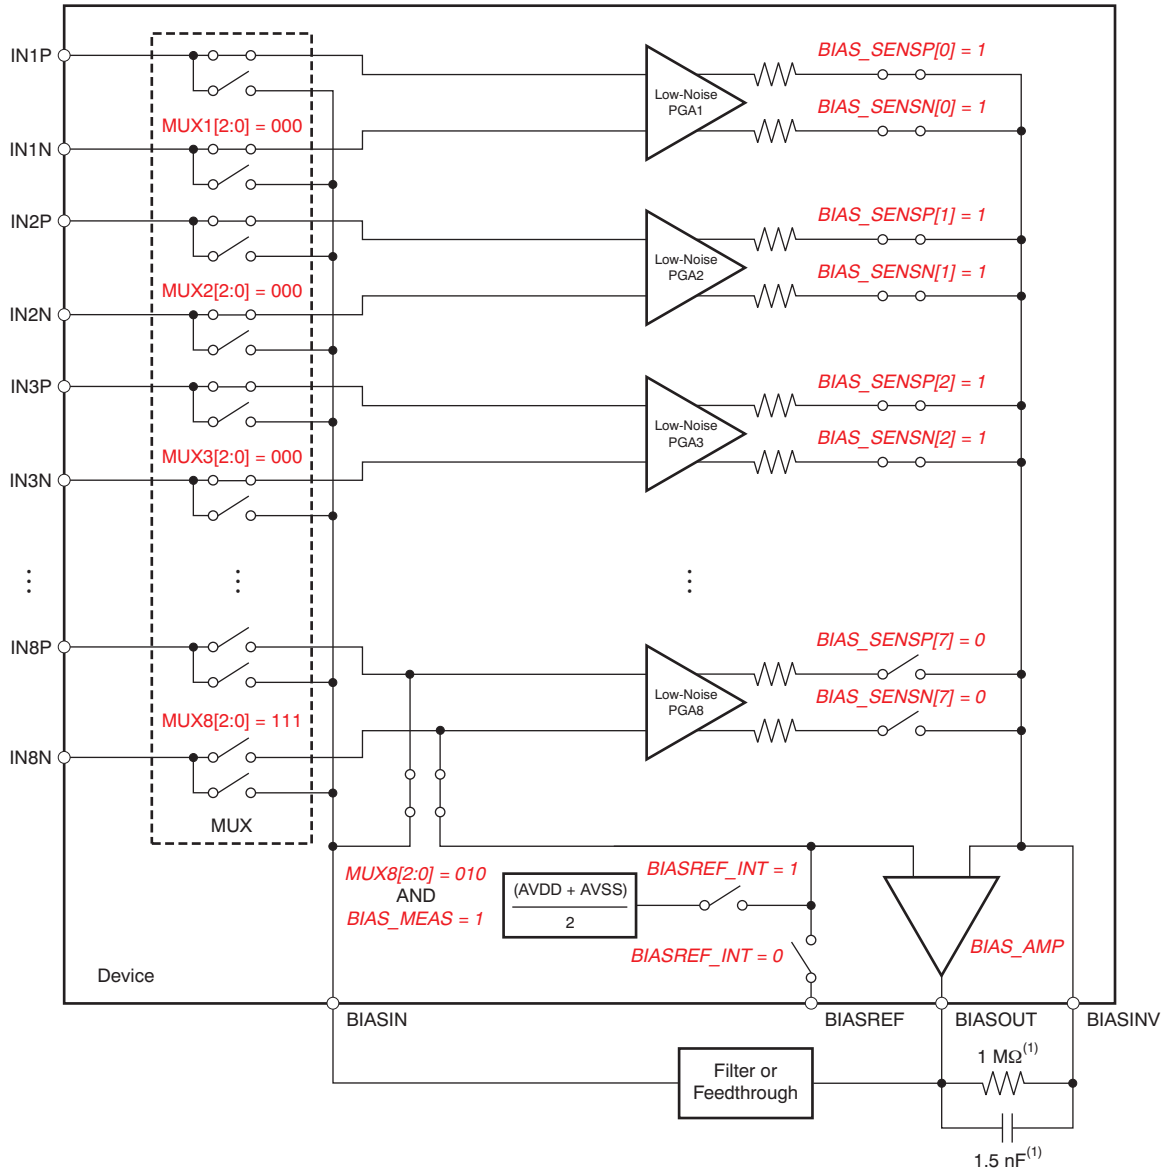 IN1P
BIAS_SENSP[0] = 1
Low-Noise
PGA1
BIAS_SENSN[0] = 1
MUX1[2:0] = 000
IN1N
IN2P
BIAS_SENSP[1] = 1
Low-Noise
PGA2
BIAS_SENSN[1] = 1
MUX2[2:0] = 000
IN2N
IN3P
BIAS_SENSP[2] = 1
Low-Noise
PGA3
BIAS_SENSN[2] = 1
MUX3[2:0] = 000
IN3N
IN8P
BIAS_SENSP[7] = 0
Low-Noise
PGA8
BIAS_SENSN[7] = 0
MUX8[2:0] = 111
IN8N
MUX
MUX8[2:0] = 010
AND
BIAS_MEAS = 1
(AVDD + AVSS)
2
BIASREF_INT = 1
BIASREF_INT = 0
BIAS_AMP
Device
BIASIN
BIASREF
BIASOUT
BIASINV
Filter or
Feedthrough
1 MΩ(1)
1.5 nF(1)